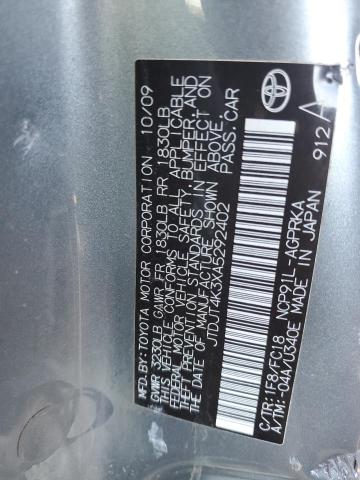 MFD. BY: TOYOTA MOTOR CORPORATION 10/09
GVWR 3230LB GAWR FR 1830LB RR 1830LB
THIS VEHICLE CONFORMS TO ALL APPLICABLE
FEDERAL MOTOR VEHICLE SAFETY, BUMPER, AND
THEFT PREVENTION STANDARDS IN EFFECT ON
THE DATE OF MANUFACTURE SHOWN ABOVE.
JTDJT4K3XA5292402 PASS. CAR
C/TR: 1F8/FC18 NCP91L-AGPRKA
A/TM: -04A/U340E MADE IN JAPAN
912 A